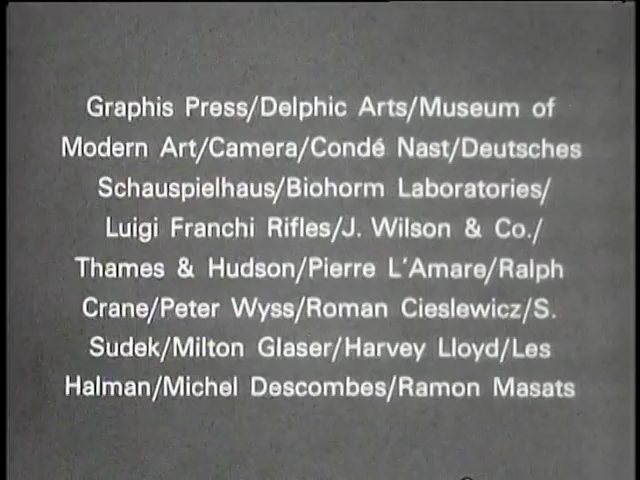 Graphis Press/Delphic Arts/Museum of
Modern Art/Camera/Condé Nast/Deutsches
Schauspielhaus/Biohorm Laboratories/
Luigi Franchi Rifles/J. Wilson & Co./
Thames & Hudson/Pierre L'Amare/Ralph
Crane/Peter Wyss/Roman Cieslewicz/S.
Sudek/Milton Glaser/Harvey Lloyd/Les
Halman/Michel Descombes/Ramon Masats